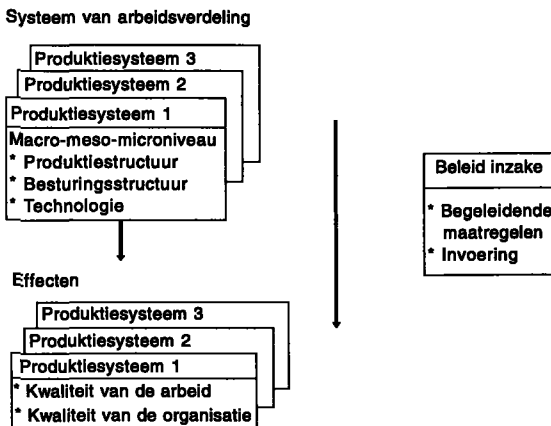 Systeem van arbeidsverdeling
Produktiesysteem 3
Produktiesysteem 2
Produktiesysteem 1
Macro-meso-microniveau
* Produktiestructuur
* Besturingsstructuur
* Technologie
Beleid inzake
* Begeleidende
maatregelen
* Invoering
Effecten
Produktiesysteem 3
Produktiesysteem 2
Produktiesysteem 1
* Kwaliteit van de arbeid
* Kwaliteit van de organisatie